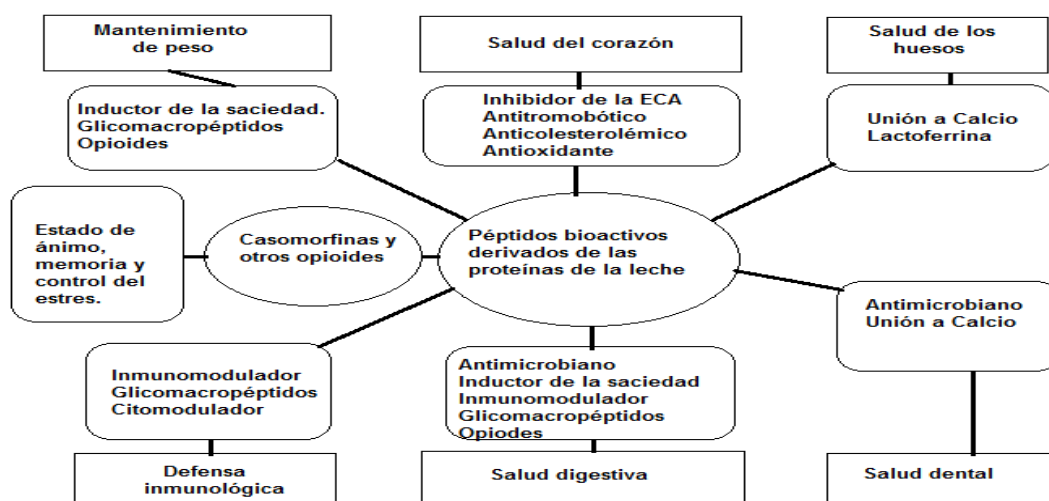 Mantenimiento
de peso
Salud del corazón
Salud de los
huesos
Inductor de la saciedad.
Glicomacropéptidos
Opioides
Inhibidor de la ECA
Antitromobótico
Anticolesterolémico
Antioxidante
Unión a Calcio
Lactoferrina
Estado de
ánimo,
memoria y
control del
estres.
Casomorfinas y
otros opioides
Péptidos bioactivos
derivados de las
proteínas de la leche
Antimicrobiano
Unión a Calcio
Inmunomodulador
Glicomacropéptidos
Citomodulador
Antimicrobiano
Inductor de la saciedad
Inmunomodulador
Glicomacropéptidos
Opiodes
Defensa
inmunológica
Salud digestiva
Salud dental